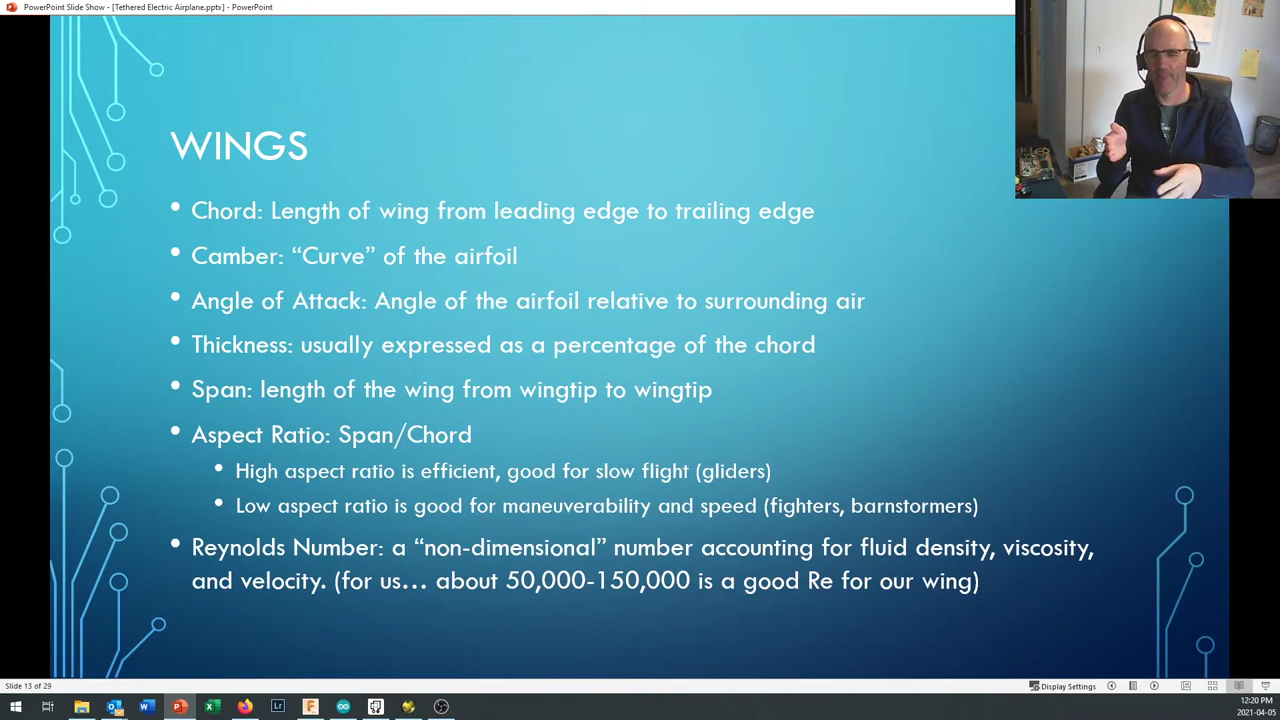 PowerPoint Slide Show - [Tethered Electric Airplane.pptx] - PowerPoint
WINGS
• Chord: Length of wing from leading edge to trailing edge
• Camber: “Curve” of the airfoil
• Angle of Attack: Angle of the airfoil relative to surrounding air
• Thickness: usually expressed as a percentage of the chord
• Span: length of the wing from wingtip to wingtip
• Aspect Ratio: Span/Chord
• High aspect ratio is efficient, good for slow flight (gliders)
• Low aspect ratio is good for maneuverability and speed (fighters, barnstormers)
• Reynolds Number: a “non-dimensional” number accounting for fluid density, viscosity,
and velocity. (for us... about 50,000-150,000 is a good Re for our wing)
Slide 13 of 29
Display Settings
Lr
12:20 PM
2021-04-05